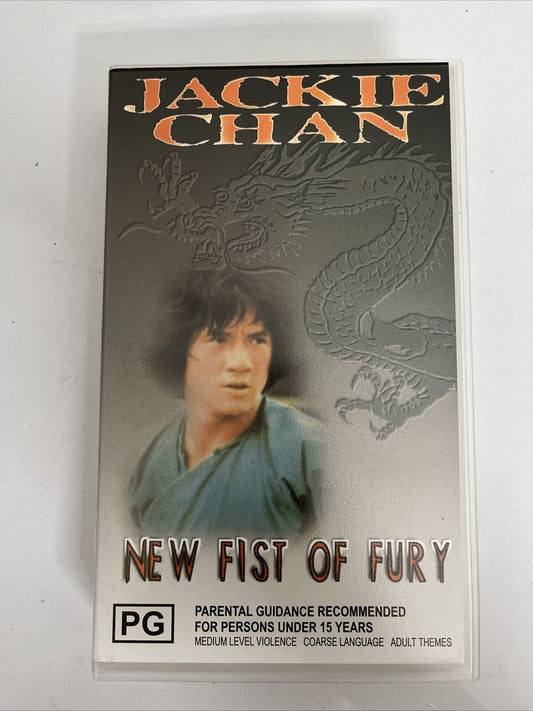 JACKIE
CHAN
NEW FIST OF FURY
PG
PARENTAL GUIDANCE RECOMMENDED
FOR PERSONS UNDER 15 YEARS
MEDIUM LEVEL VIOLENCE COARSE LANGUAGE ADULT THEMES